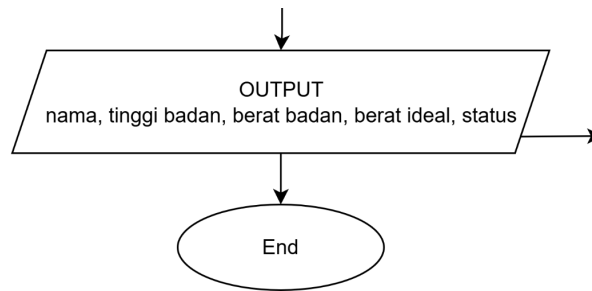 OUTPUT
nama, tinggi badan, berat badan, berat ideal, status
End